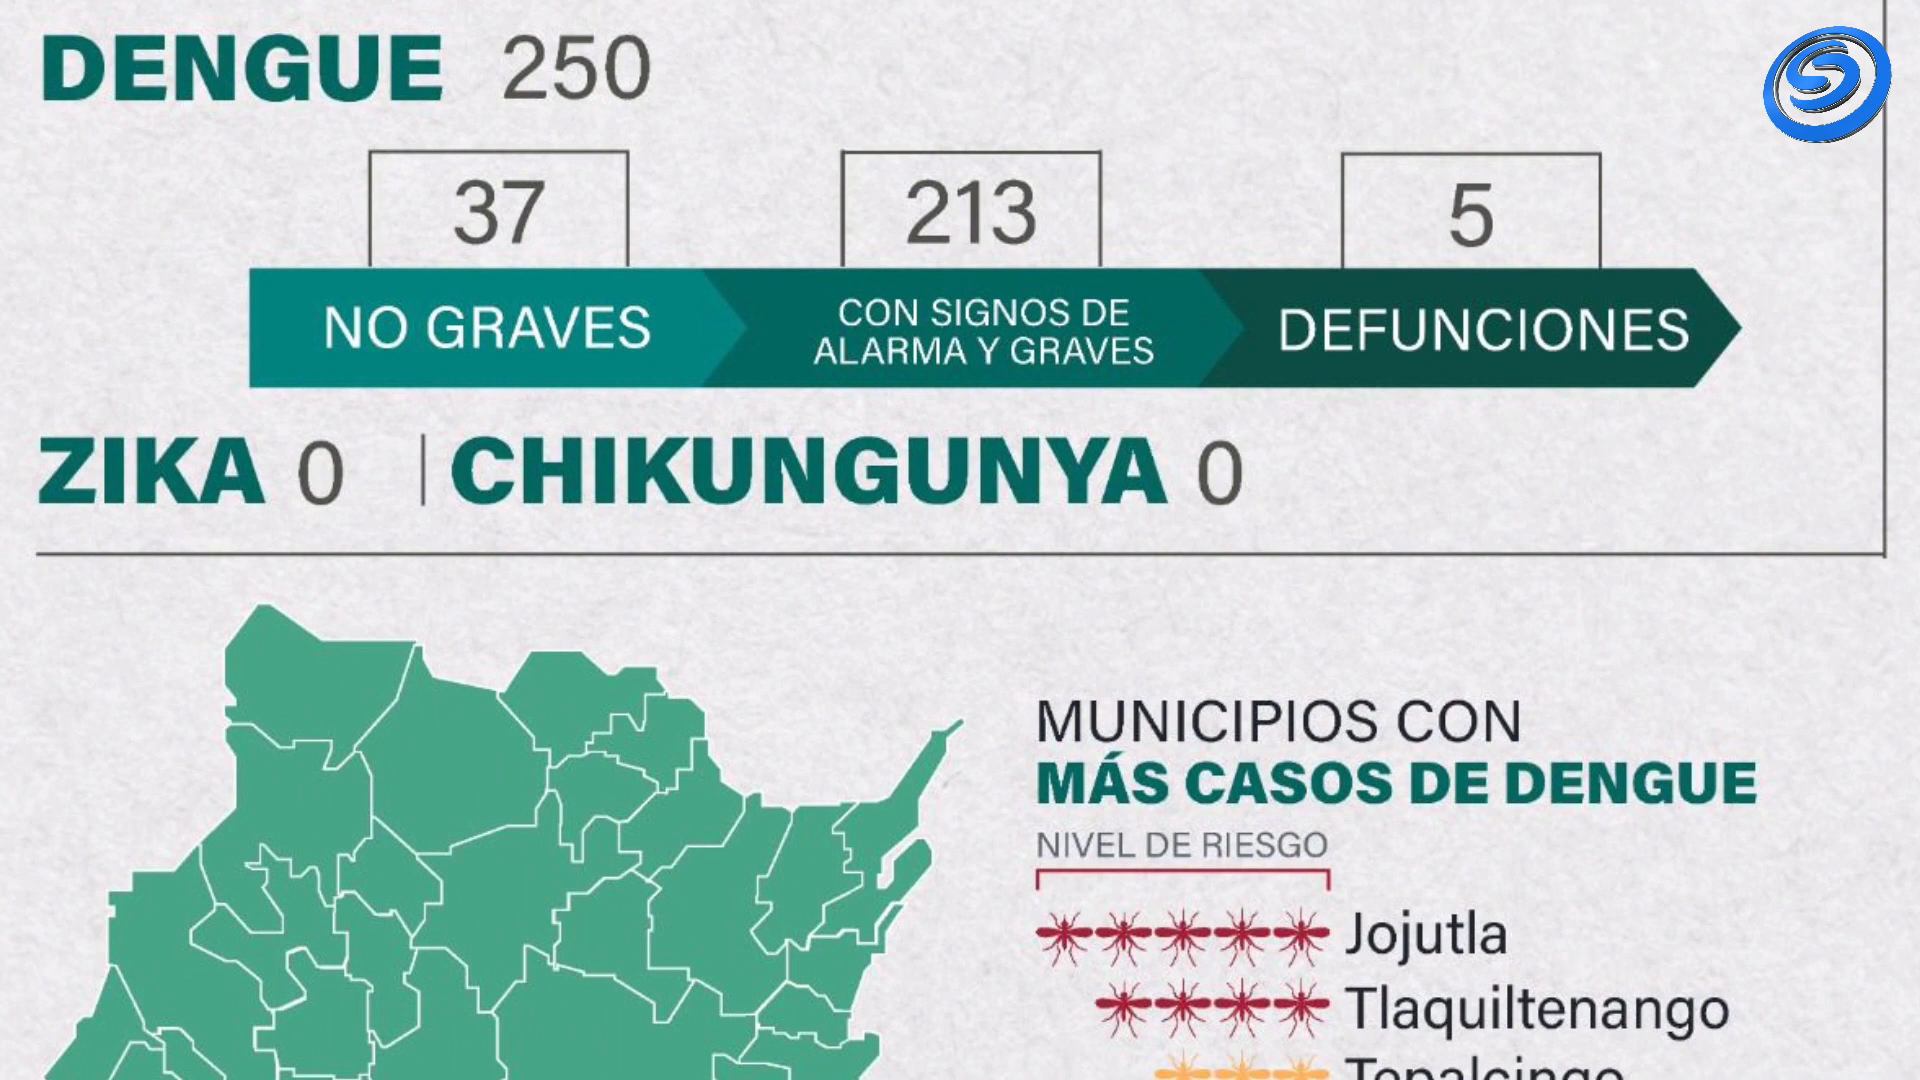 DENGUE 250
37
213
5
NO GRAVES
CON SIGNOS DE
ALARMA Y GRAVES
DEFUNCIONES
ZIKA 0 | CHIKUNGUNYA 0
MUNICIPIOS CON
MÁS CASOS DE DENGUE
NIVEL DE RIESGO
Jojutla
Tlaquiltenango
Tepalcingo